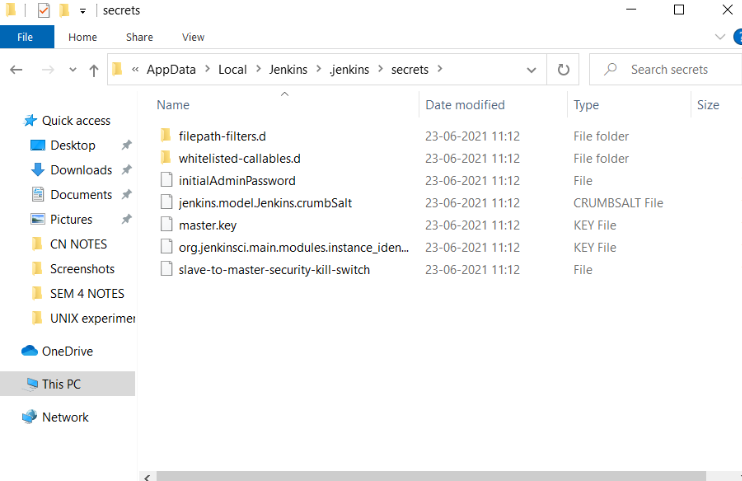 secrets
File Home Share View
« AppData > Local > Jenkins > .jenkins > secrets > Search secrets
Name Date modified Type Size
Quick access
Desktop
Downloads
Documents
Pictures
CN NOTES
Screenshots
SEM 4 NOTES
UNIX experimer
OneDrive
This PC
Network
filepath-filters.d 23-06-2021 11:12 File folder
whitelisted-callables.d 23-06-2021 11:12 File folder
initialAdminPassword 23-06-2021 11:12 File
jenkins.model.Jenkins.crumbSalt 23-06-2021 11:12 CRUMBSALT File
master.key 23-06-2021 11:12 KEY File
org.jenkinsci.main.modules.instance_iden... 23-06-2021 11:12 KEY File
slave-to-master-security-kill-switch 23-06-2021 11:12 File